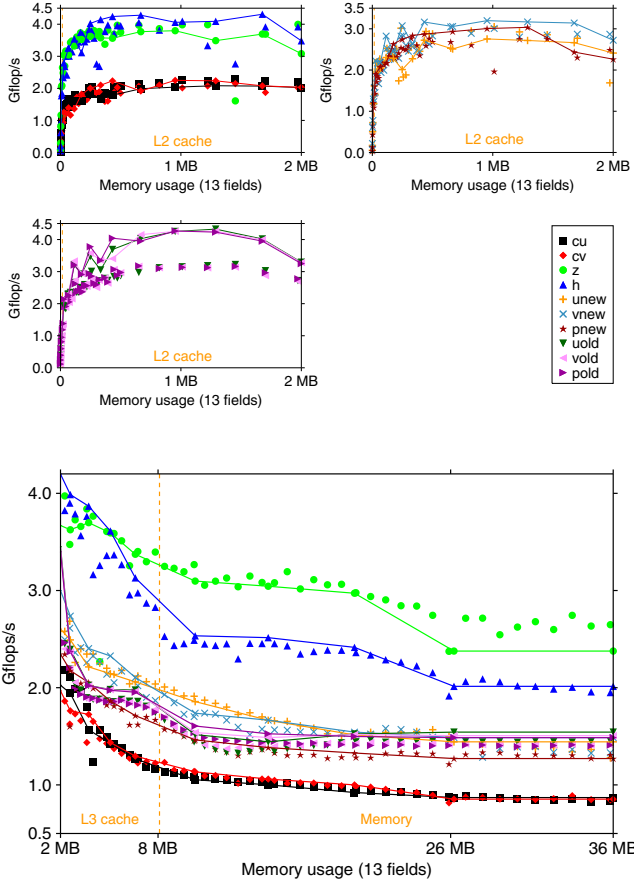 4.5
4.0
3.0
2.0
1.0
0.0
Gflop/s
L2 cache
0
1 MB
2 MB
Memory usage (13 fields)
3.5
3.0
2.0
1.0
0.0
Gflop/s
L2 cache
0
1 MB
2 MB
Memory usage (13 fields)
4.5
4.0
3.0
2.0
1.0
0.0
Gflop/s
L2 cache
0
1 MB
2 MB
Memory usage (13 fields)
cu
cv
z
h
unew
vnew
pnew
uold
vold
pold
4.0
3.0
2.0
1.0
0.5
Gflops/s
L3 cache
Memory
2 MB
8 MB
26 MB
36 MB
Memory usage (13 fields)